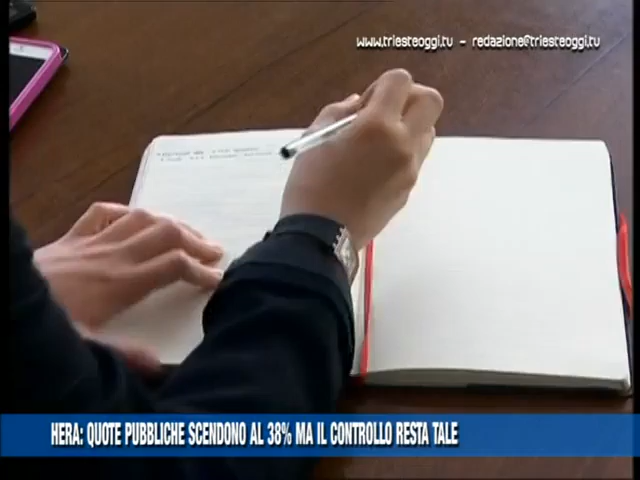 www.triesteoggi.tv - redazione@triesteoggi.tv
HERA: QUOTE PUBBLICHE SCENDONO AL 38% MA IL CONTROLLO RESTA TALE